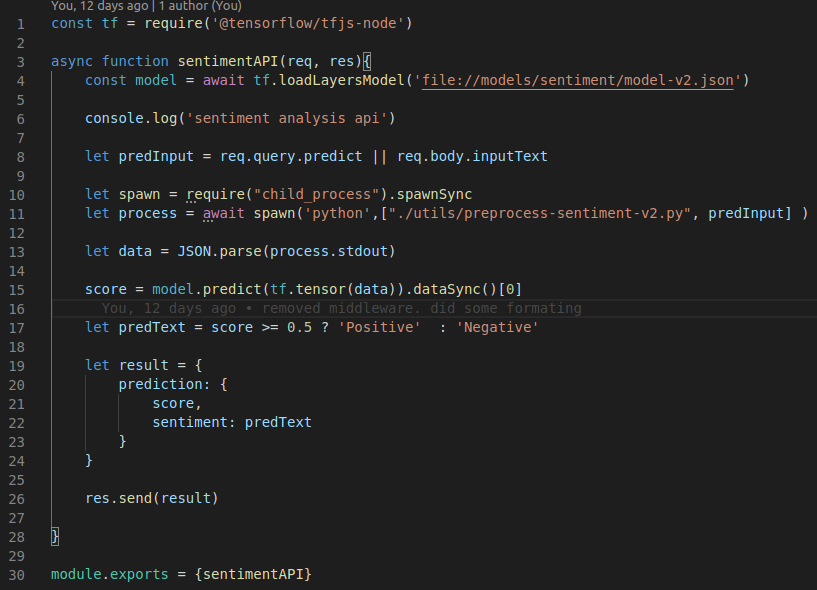 You, 12 days ago | 1 author (You)
1 const tf = require('@tensorflow/tfjs-node')
2
3 async function sentimentAPI(req, res){
4 const model = await tf.loadLayersModel('file://models/sentiment/model-v2.json')
5
6 console.log('sentiment analysis api')
7
8 let predInput = req.query.predict || req.body.inputText
9
10 let spawn = require("child_process").spawnSync
11 let process = await spawn('python',["./utils/preprocess-sentiment-v2.py", predInput] )
12
13 let data = JSON.parse(process.stdout)
14
15 score = model.predict(tf.tensor(data)).dataSync()[0]
16 You, 12 days ago • removed middleware. did some formating
17 let predText = score >= 0.5 ? 'Positive'  : 'Negative'
18
19 let result = {
20 prediction: {
21 score,
22 sentiment: predText
23 }
24 }
25
26 res.send(result)
27
28 }
29
30 module.exports = {sentimentAPI}